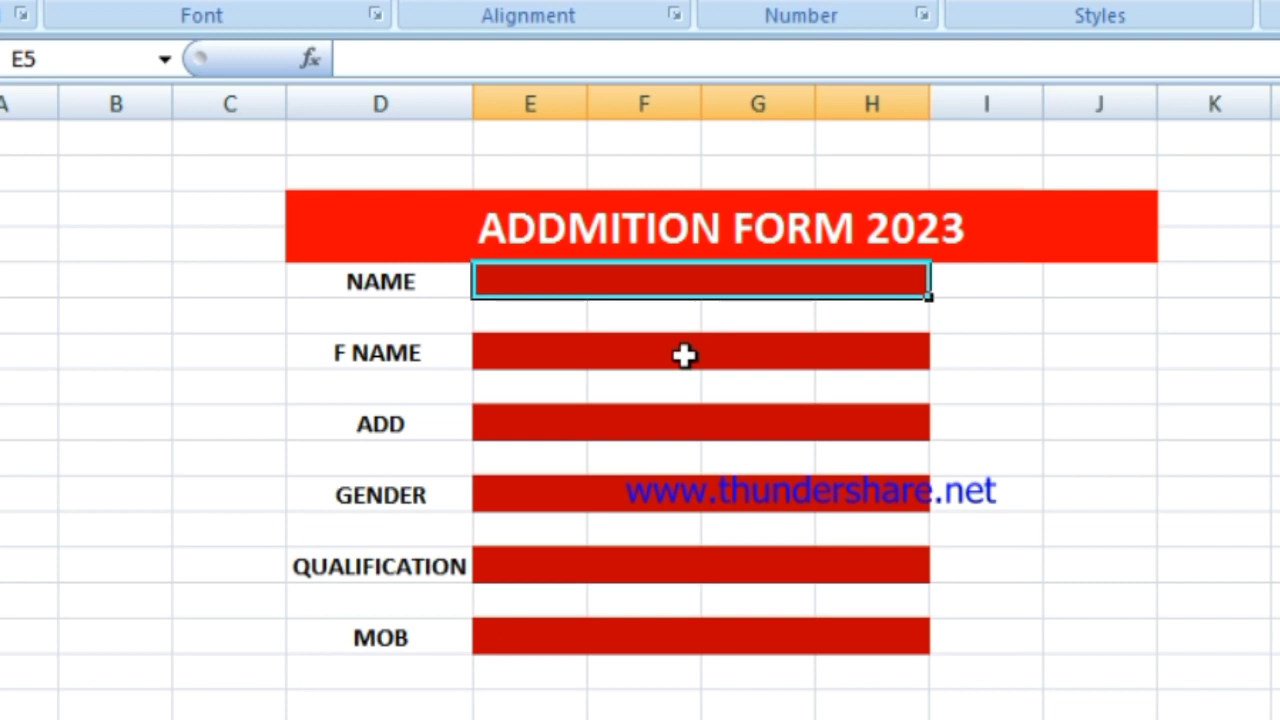 Font Alignment Number Styles
E5 fx
A B C D E F G H I J K
ADDMITION FORM 2023
NAME
F NAME
ADD
GENDER
www.thundershare.net
QUALIFICATION
MOB